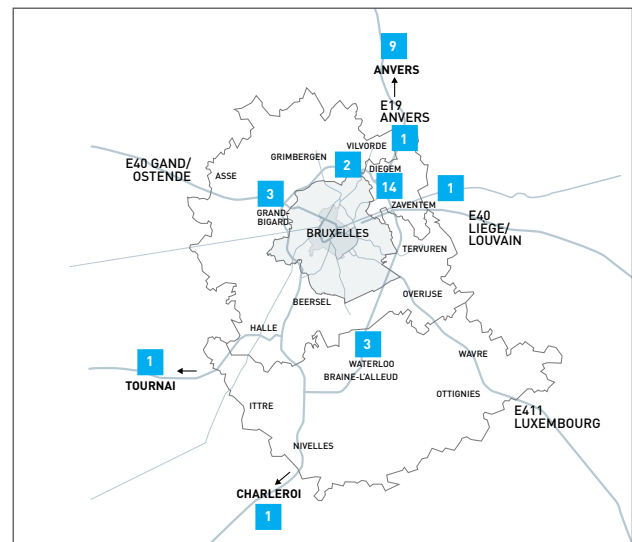 9
ANVERS
E19
ANVERS
1
VILVORDE
GRIMBERGEN
2
DIEGEM
E40 GAND/
OSTENDE
ASSE
3
14
1
ZAVENTEM
GRAND-
BIGARD
BRUXELLES
E40
LIÈGE/
LOUVAIN
TERVUREN
OVERIJSE
BEERSEL
HALLE
3
WATERLOO
BRAINE-L'ALLEUD
WAVRE
1
TOURNAI
OTTIGNIES
ITTRE
E411
LUXEMBOURG
NIVELLES
CHARLEROI
1